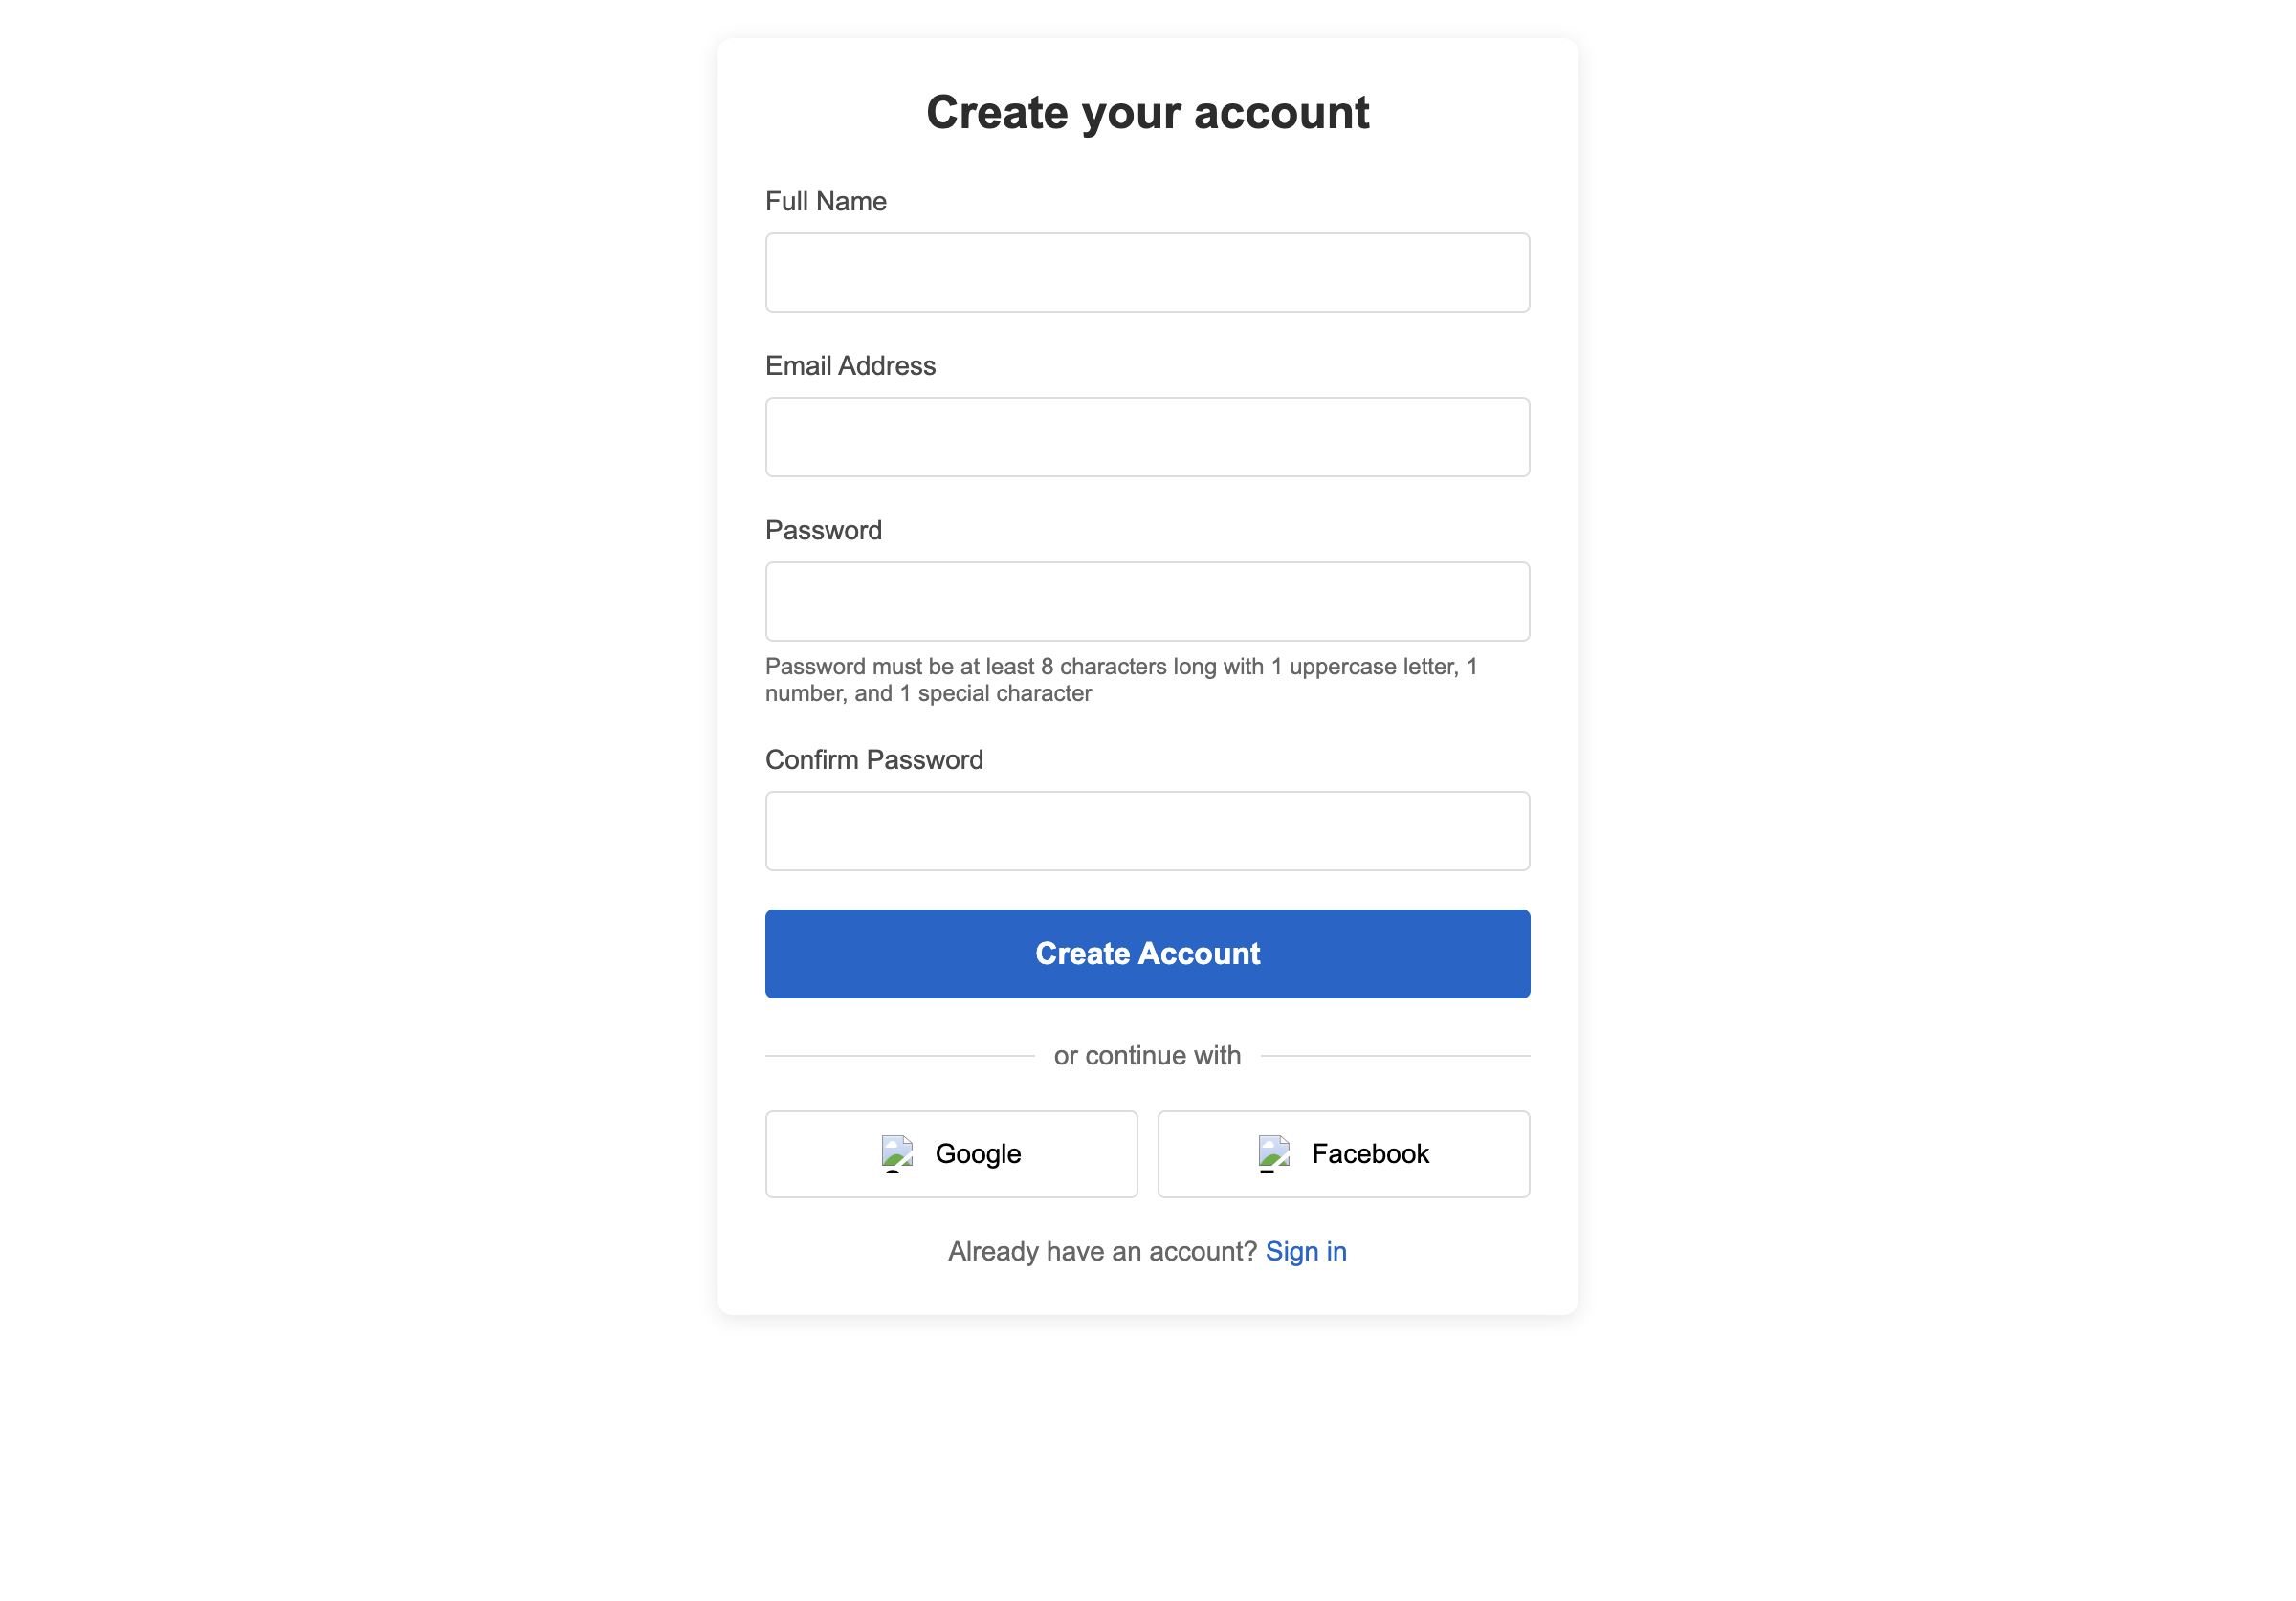 Create your account
Full Name
Email Address
Password
Password must be at least 8 characters long with 1 uppercase letter, 1
number, and 1 special character
Confirm Password
Create Account
or continue with
Google
Facebook
Already have an account? Sign in